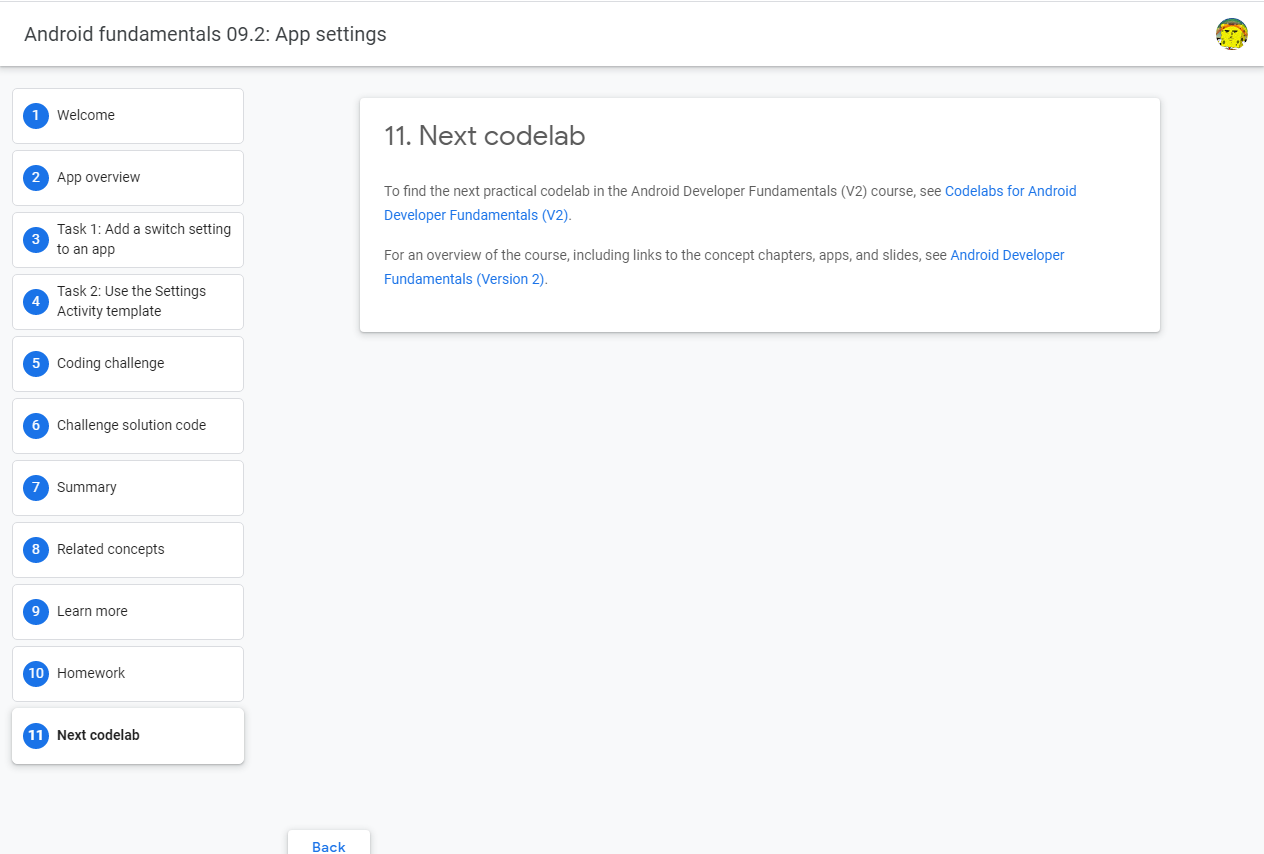 Android fundamentals 09.2: App settings
1 Welcome
2 App overview
3 Task 1: Add a switch setting
to an app
4 Task 2: Use the Settings
Activity template
5 Coding challenge
6 Challenge solution code
7 Summary
8 Related concepts
9 Learn more
10 Homework
11 Next codelab
11. Next codelab
To find the next practical codelab in the Android Developer Fundamentals (V2) course, see Codelabs for Android
Developer Fundamentals (V2).
For an overview of the course, including links to the concept chapters, apps, and slides, see Android Developer
Fundamentals (Version 2).
Back